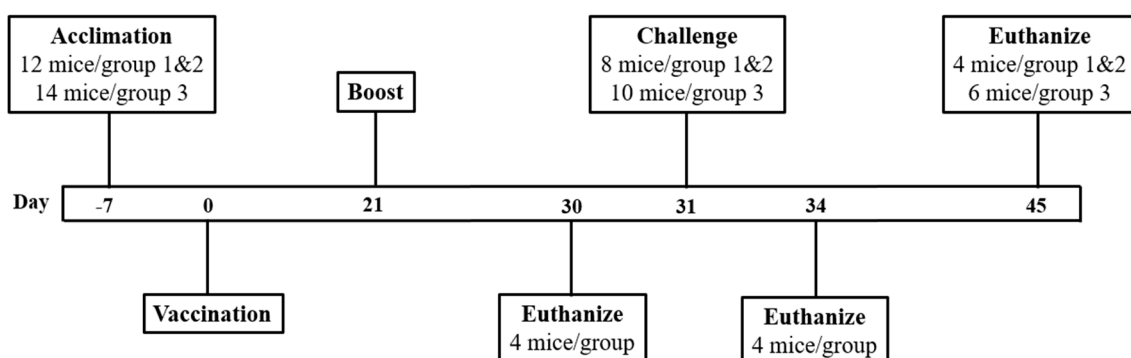 Acclimation
12 mice/group 1&2
14 mice/group 3
Boost
Challenge
8 mice/group 1&2
10 mice/group 3
Euthanize
4 mice/group 1&2
6 mice/group 3
Day -7 0 21 30 31 34 45
Vaccination
Euthanize
4 mice/group
Euthanize
4 mice/group